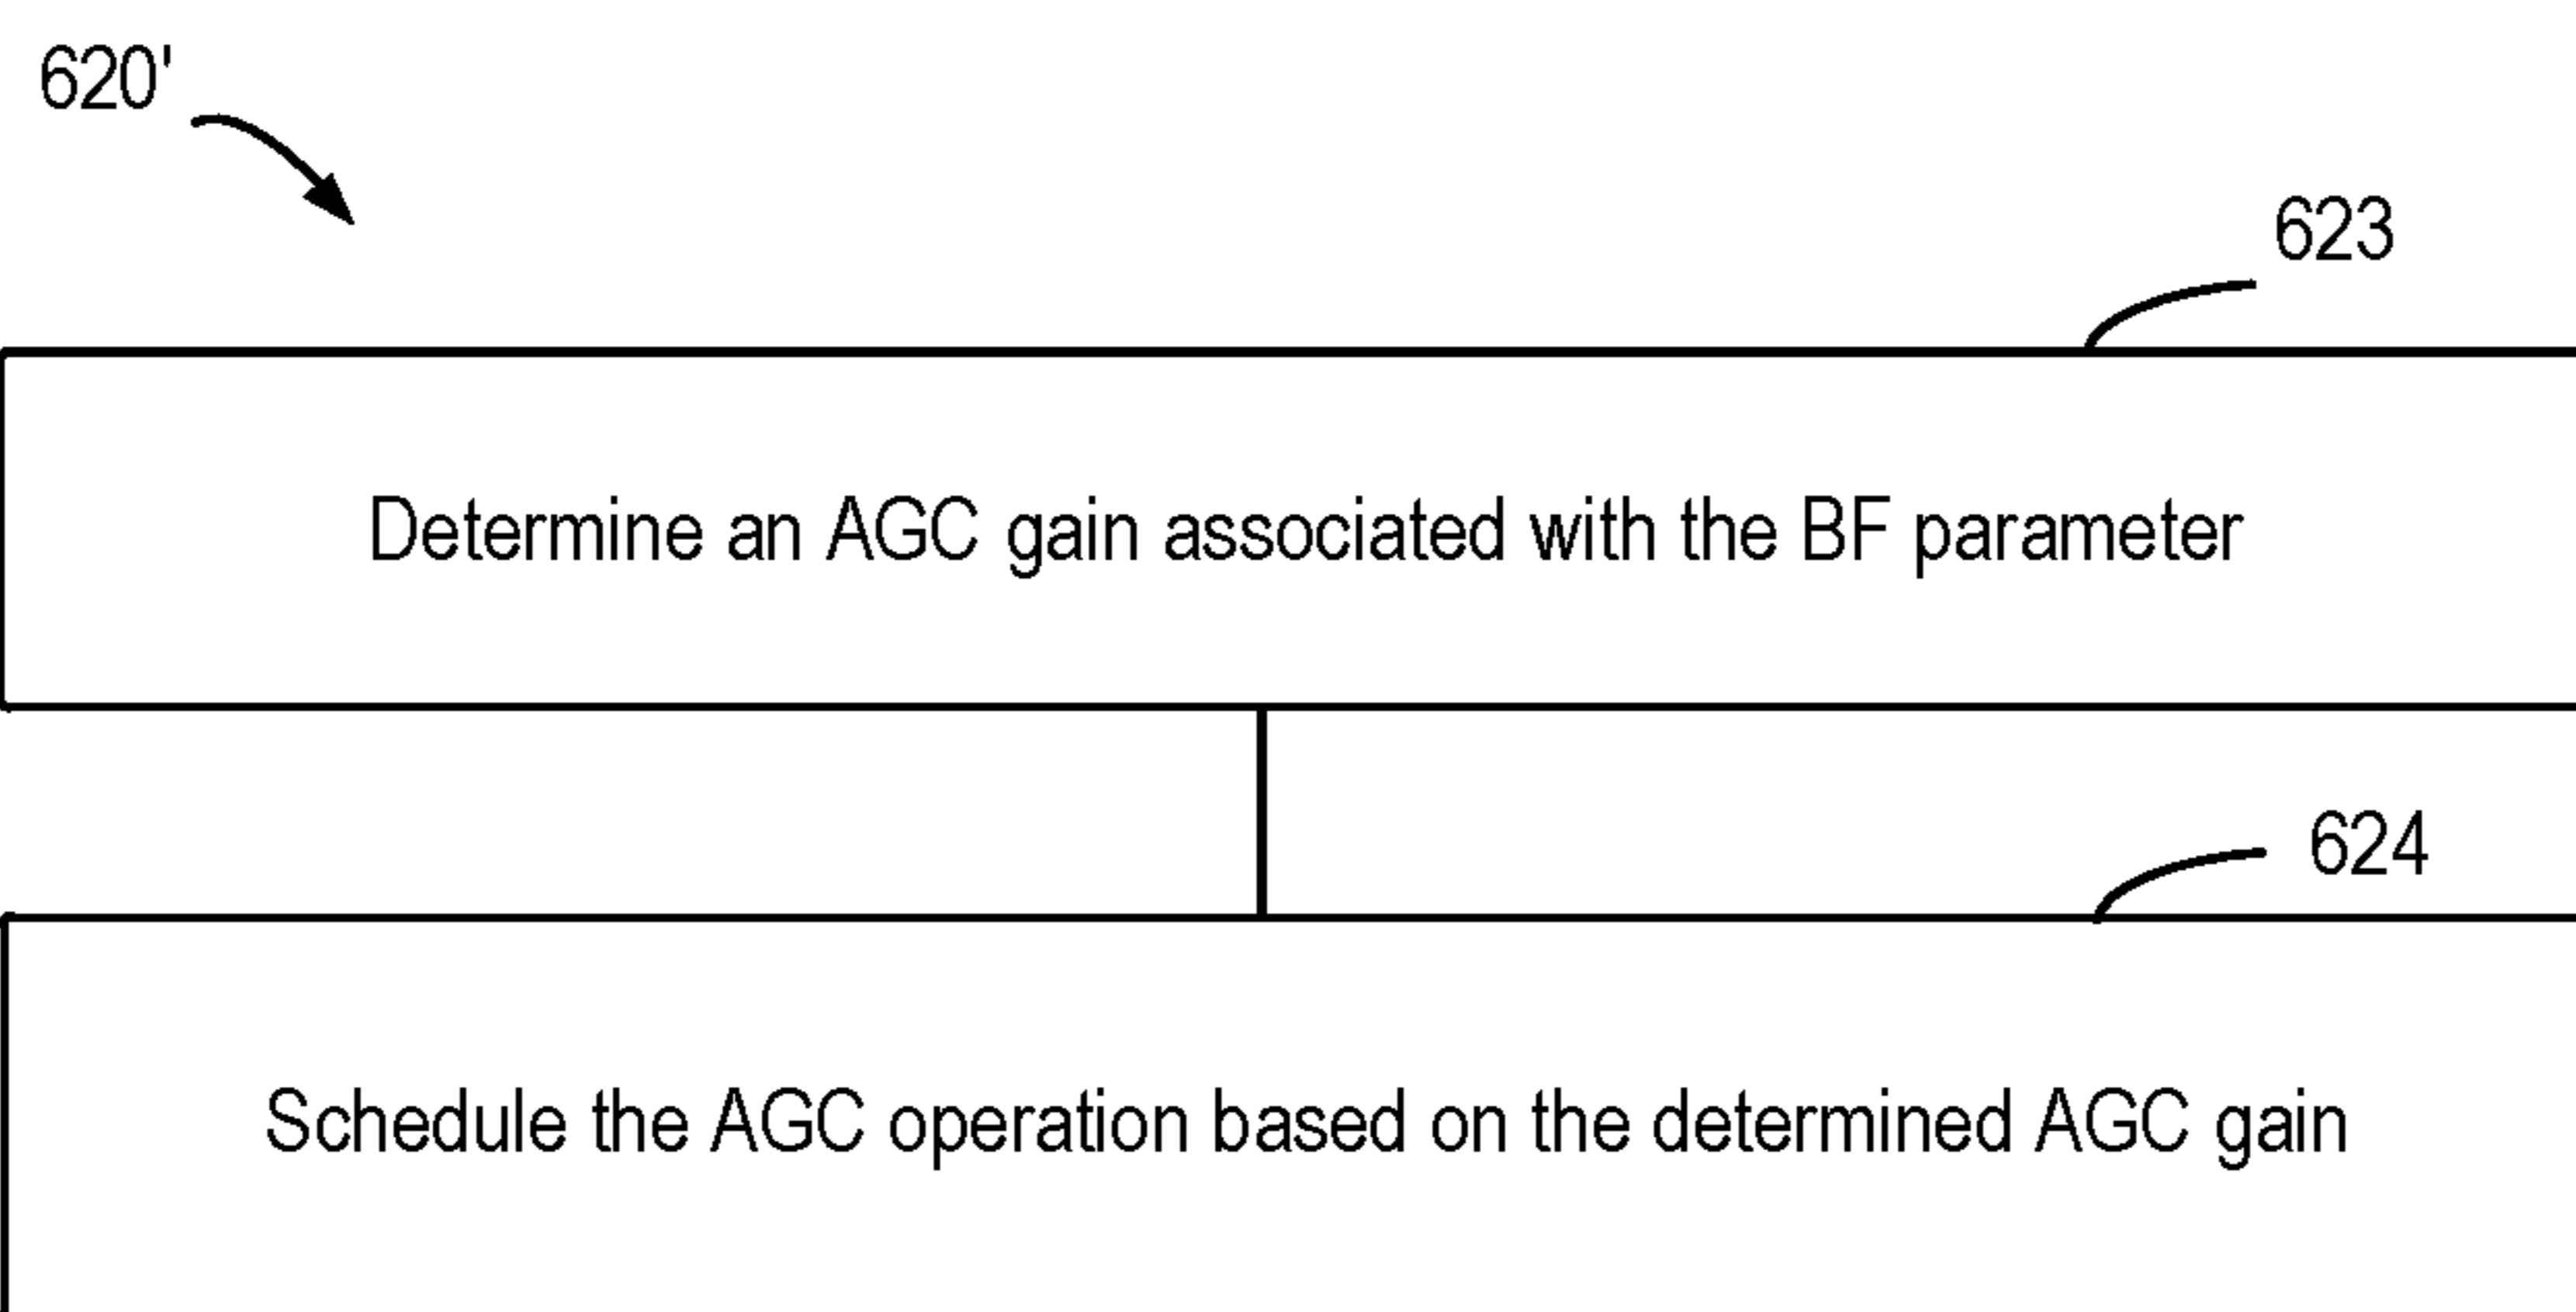 620'
623
Determine an AGC gain associated with the BF parameter
624
Schedule the AGC operation based on the determined AGC gain